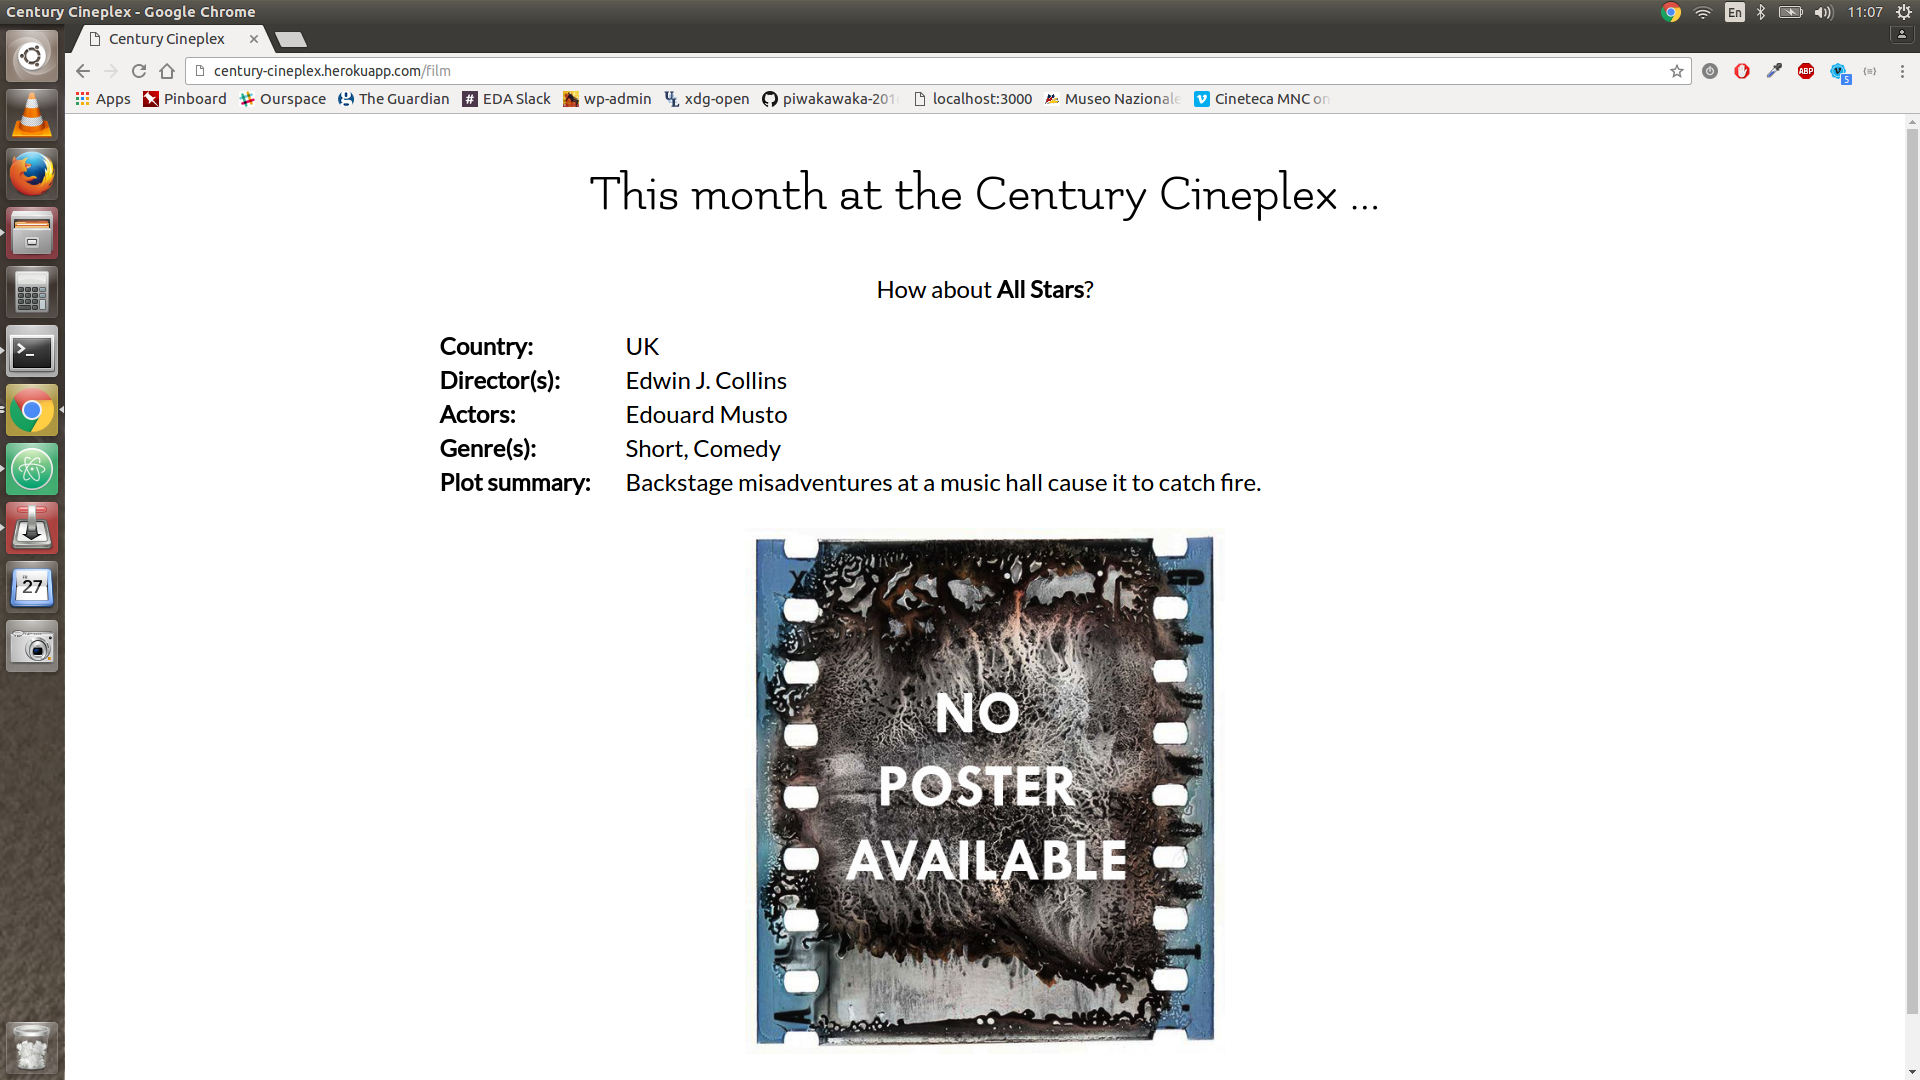 Century Cineplex - Google Chrome
En
11:07
Century Cineplex
century-cineplex.herokuapp.com/film
ABP
5
Apps
Pinboard
Ourspace
The Guardian
EDA Slack
wp-admin
xdg-open
piwakawaka-201
localhost:3000
Museo Nazionale
Cineteca MNC on
This month at the Century Cineplex ...
How about All Stars?
Country: UK
Director(s): Edwin J. Collins
Actors: Edouard Musto
Genre(s): Short, Comedy
Plot summary: Backstage misadventures at a music hall cause it to catch fire.
NO
POSTER
AVAILABLE
27